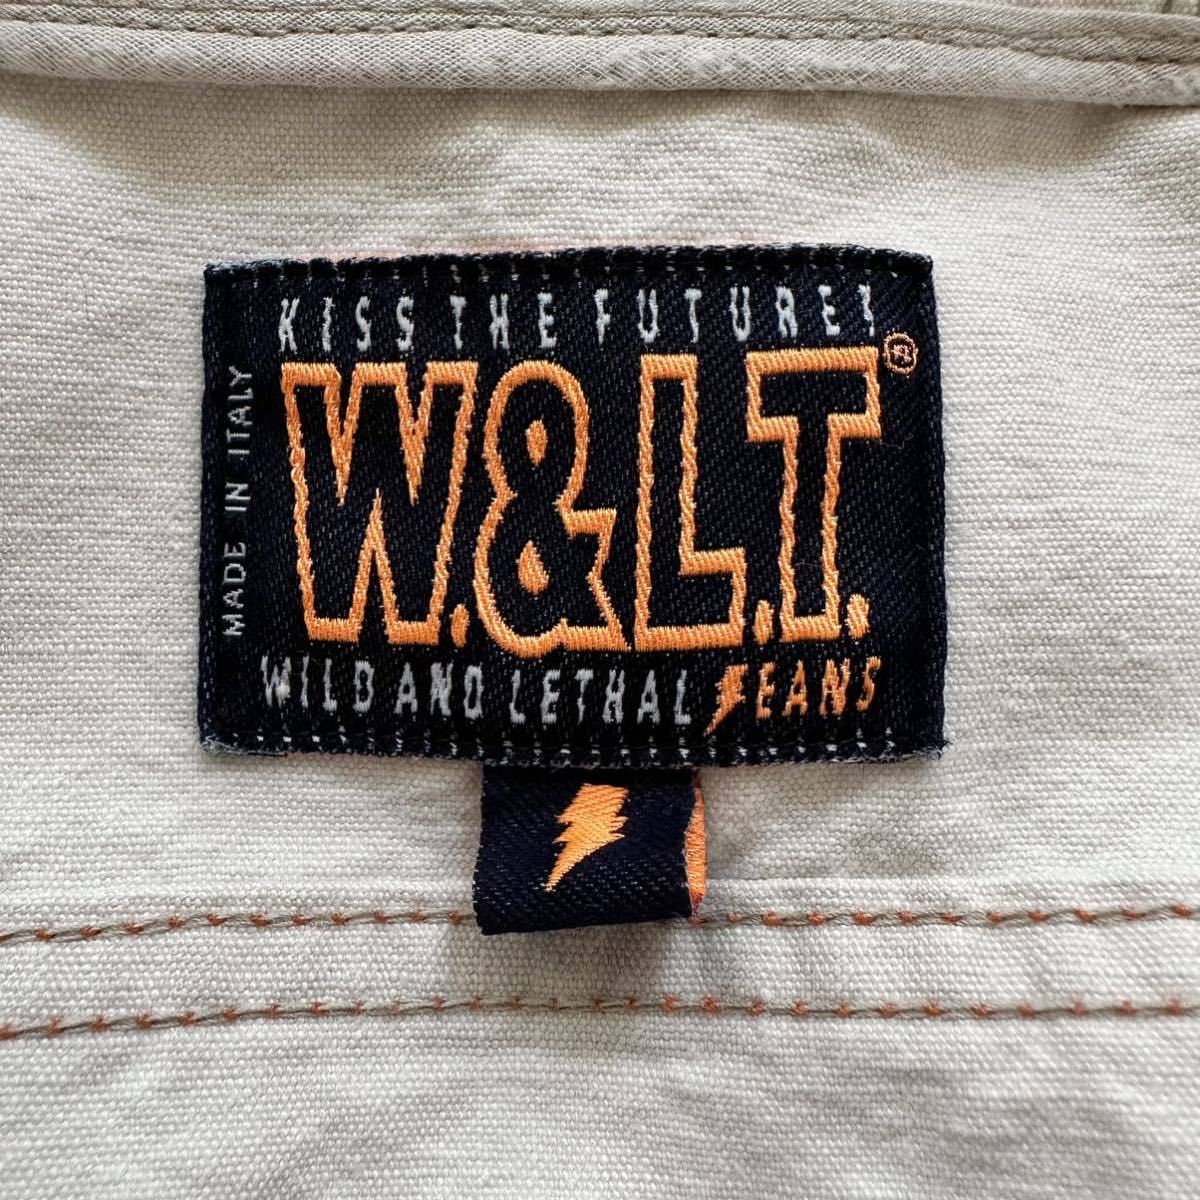 KISS THE FUTURE!
W.&L.T.®
MADE IN ITALY
WILD AND LETHAL JEANS